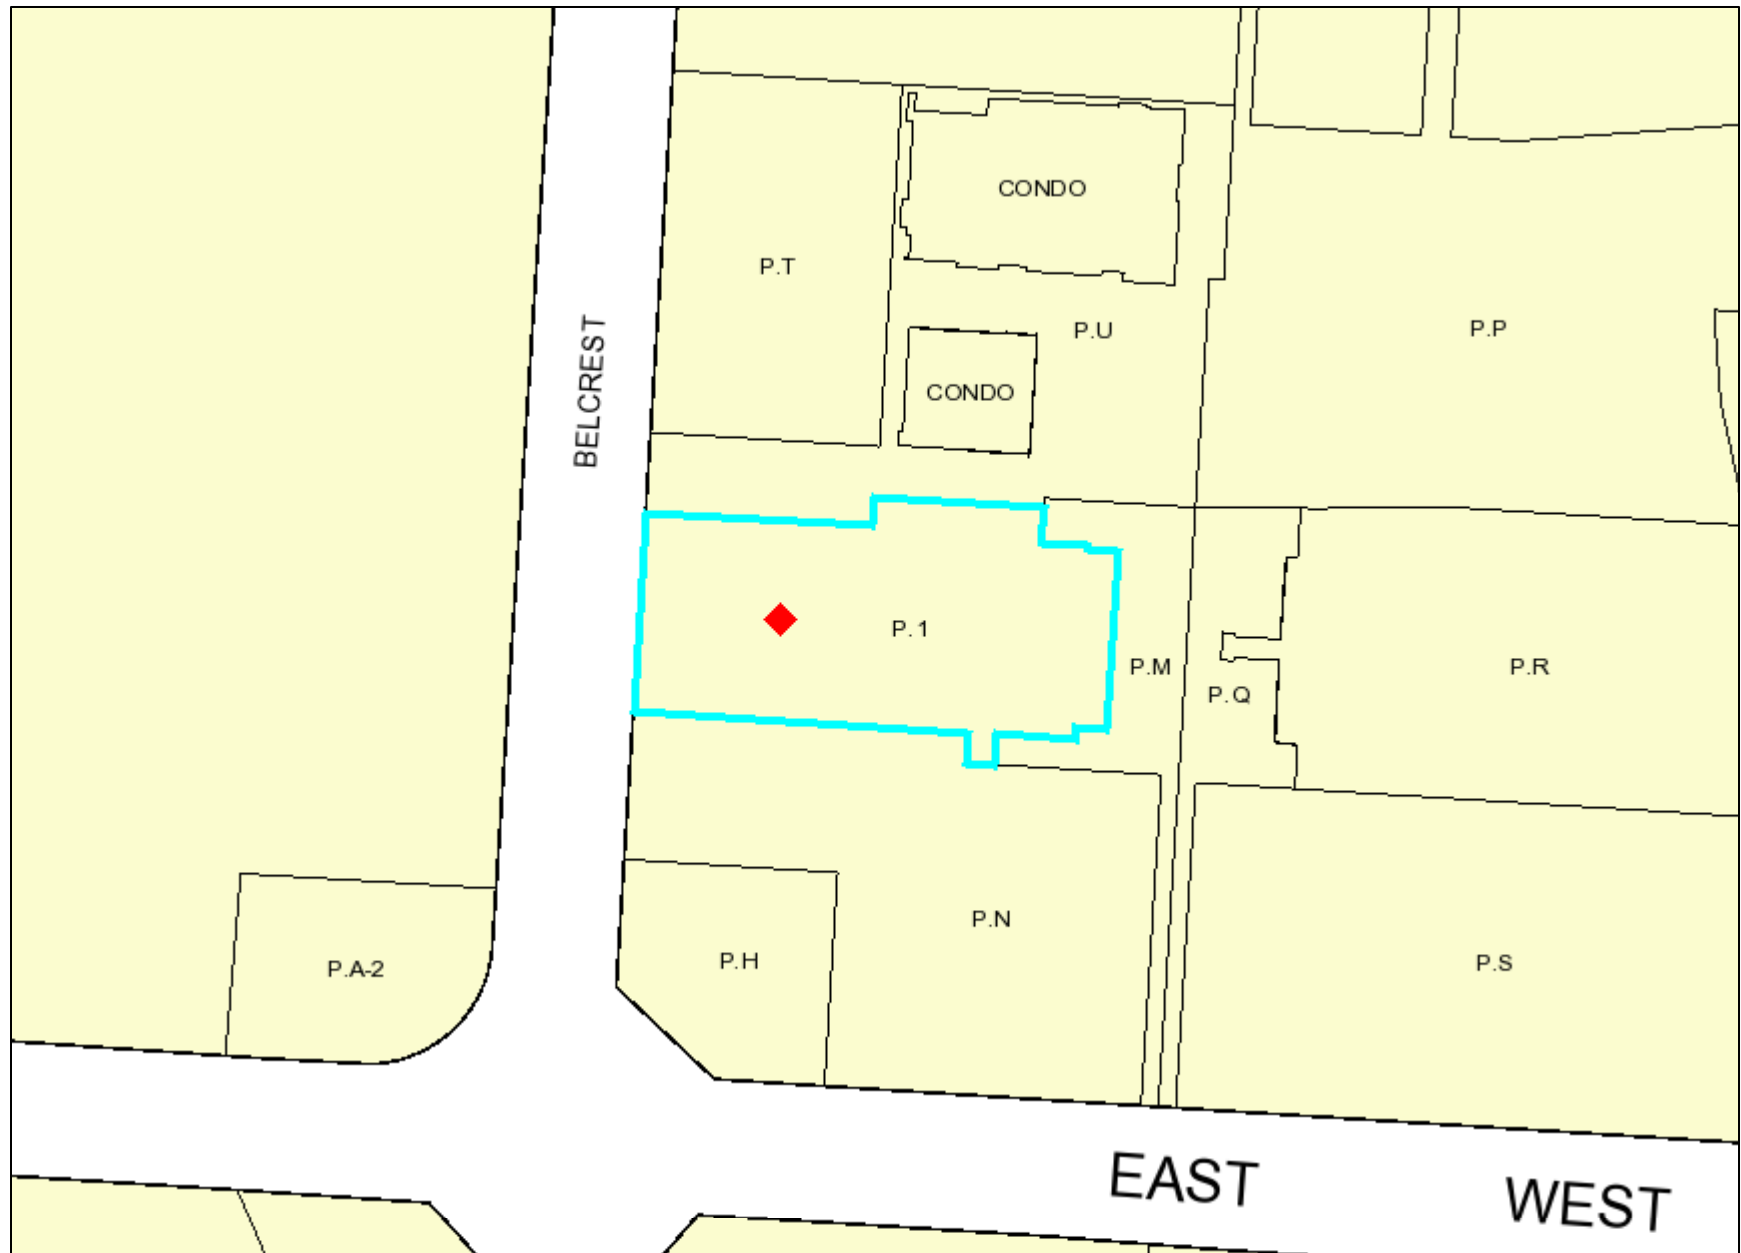 CONDO
P.T
P.U
P.P
BELCREST
CONDO
P.1
P.M
P.R
P.Q
P.N
P.H
P.S
P.A-2
EAST WEST